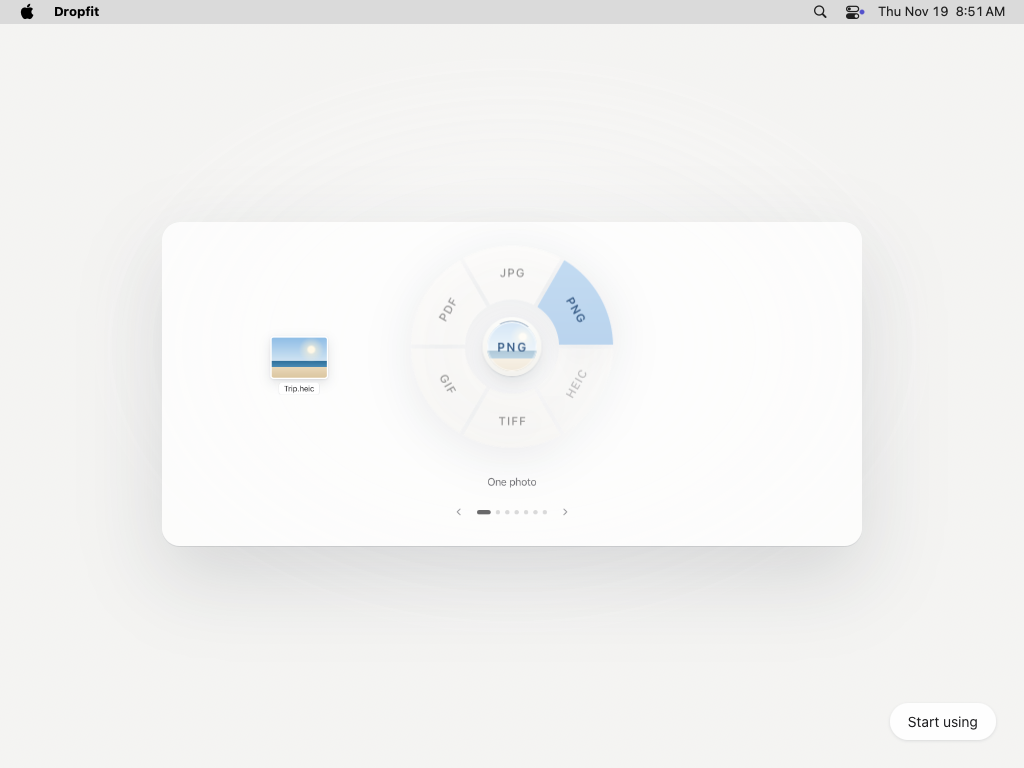 Dropfit
Thu Nov 19 8:51 AM
JPG
PNG
PDF
PNG
GIF
HEIC
TIFF
Trip.heic
One photo
Start using